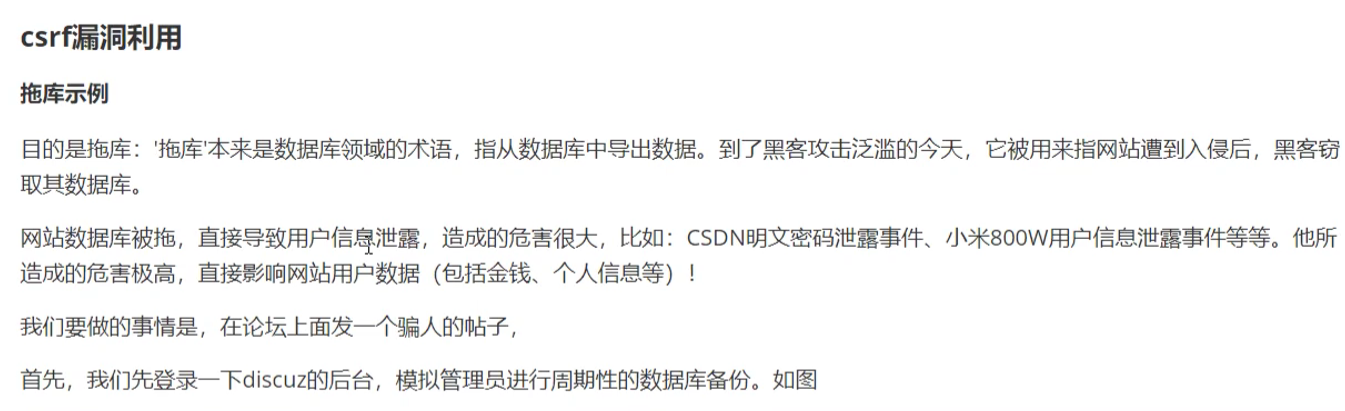 csrf漏洞利用
拖库示例
目的是拖库：'拖库'本来是数据库领域的术语，指从数据库中导出数据。到了黑客攻击泛滥的今天，它被用来指网站遭到入侵后，黑客窃
取其数据库。
网站数据库被拖，直接导致用户信息泄露，造成的危害很大，比如：CSDN明文密码泄露事件、小米800W用户信息泄露事件等等。他所
造成的危害极高，直接影响网站用户数据（包括金钱、个人信息等）！
我们要做的事情是，在论坛上面发一个骗人的帖子，
首先，我们先登录一下discuz的后台，模拟管理员进行周期性的数据库备份。如图